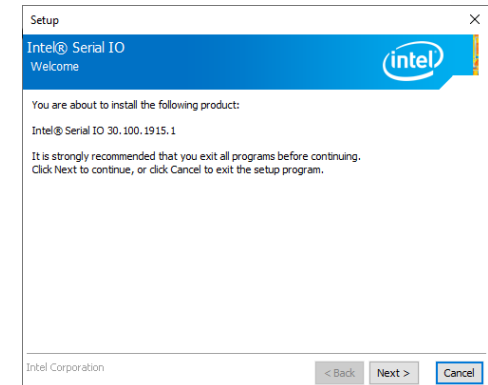 Setup
Intel® Serial IO
Welcome
intel
You are about to install the following product:
Intel® Serial IO 30.100.1915.1
It is strongly recommended that you exit all programs before continuing.
Click Next to continue, or click Cancel to exit the setup program.
Intel Corporation
< Back Next > Cancel